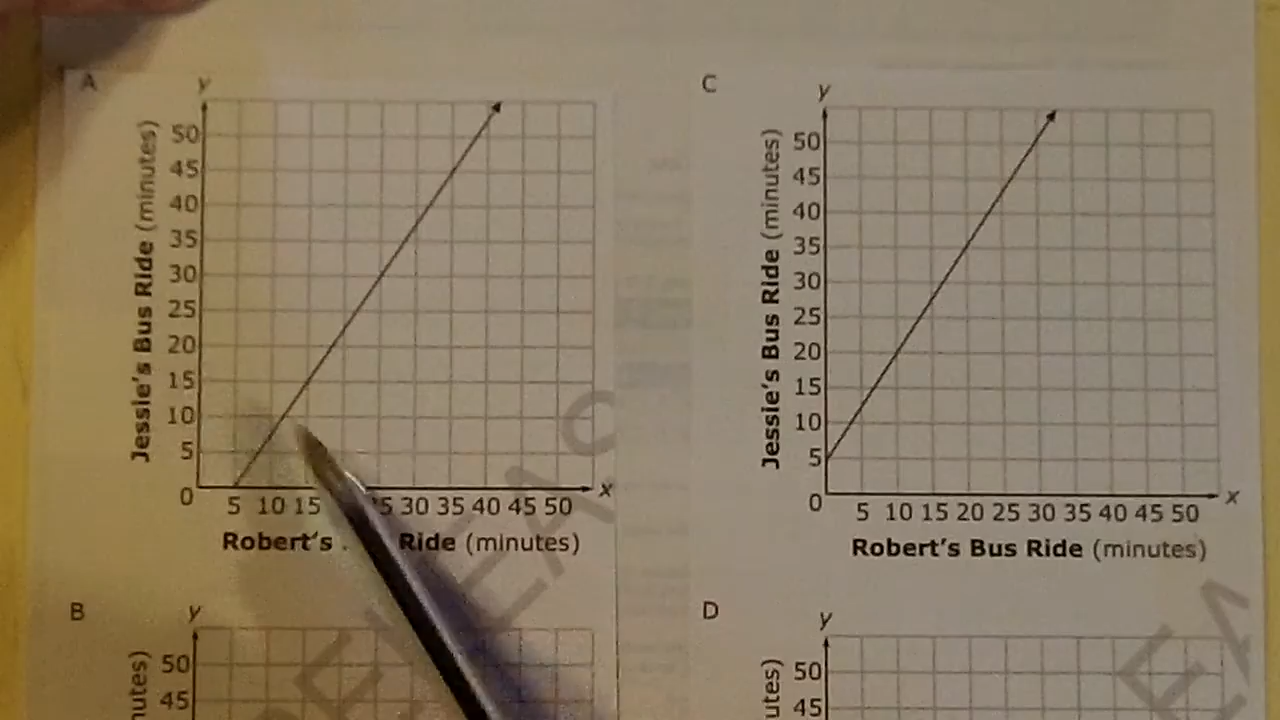 A
y
Jessie's Bus Ride (minutes)
50
45
40
35
30
25
20
15
10
5
0
5 10 15 5 30 35 40 45 50
x
Robert's Ride (minutes)
C
y
Jessie's Bus Ride (minutes)
50
45
40
35
30
25
20
15
10
5
0
5 10 15 20 25 30 35 40 45 50
x
Robert's Bus Ride (minutes)
B
y
nutes)
50
45
D
y
utes)
50
45